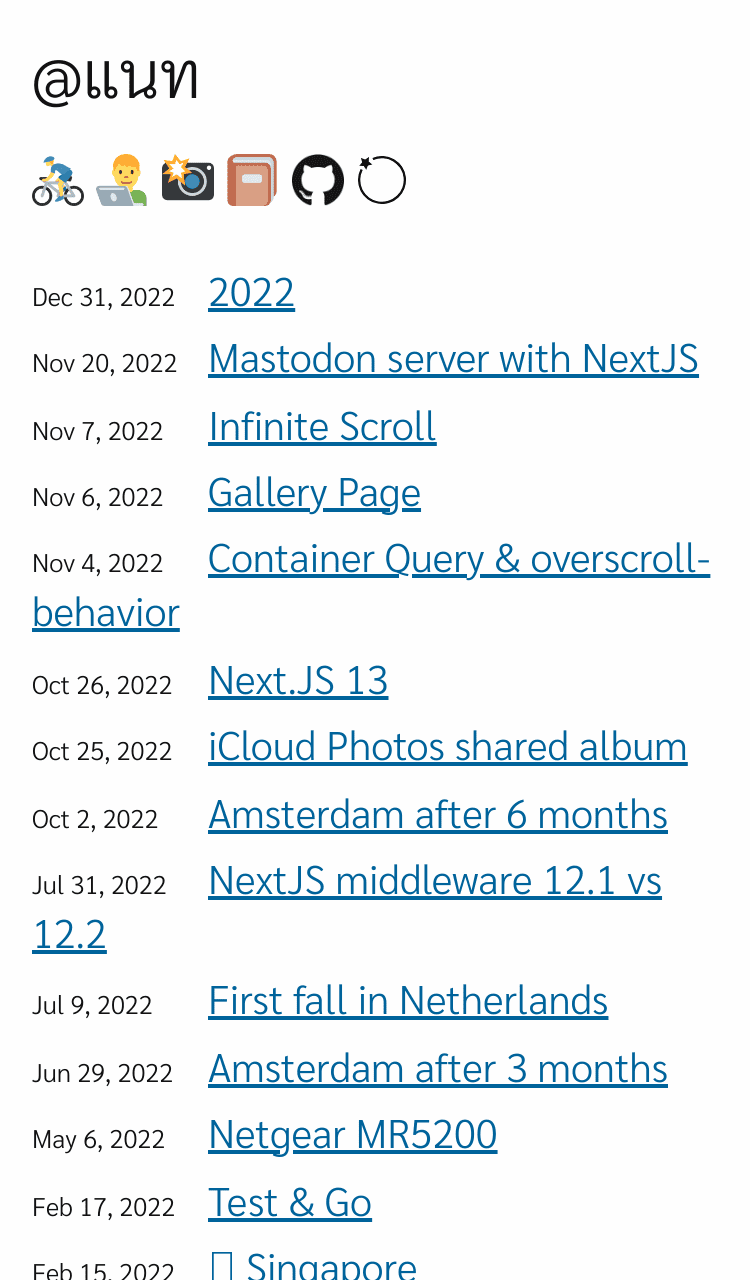 @แนท
Dec 31, 2022 2022
Nov 20, 2022 Mastodon server with NextJS
Nov 7, 2022 Infinite Scroll
Nov 6, 2022 Gallery Page
Nov 4, 2022 Container Query & overscroll-
behavior
Oct 26, 2022 Next.JS 13
Oct 25, 2022 iCloud Photos shared album
Oct 2, 2022 Amsterdam after 6 months
Jul 31, 2022 NextJS middleware 12.1 vs
12.2
Jul 9, 2022 First fall in Netherlands
Jun 29, 2022 Amsterdam after 3 months
May 6, 2022 Netgear MR5200
Feb 17, 2022 Test & Go
Feb 15, 2022 Singapore